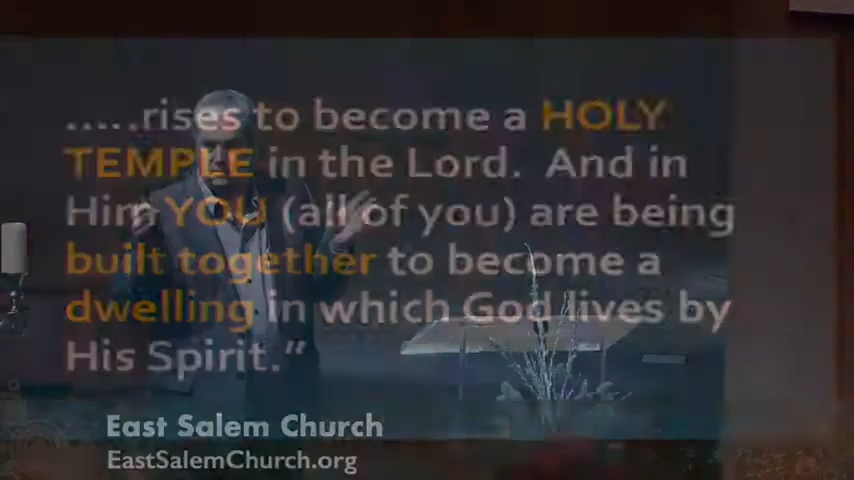 .....rises to become a HOLY
TEMPLE in the Lord. And in
Him YOU (all of you) are being
built together to become a
dwelling in which God lives by
His Spirit.”
East Salem Church
EastSalemChurch.org